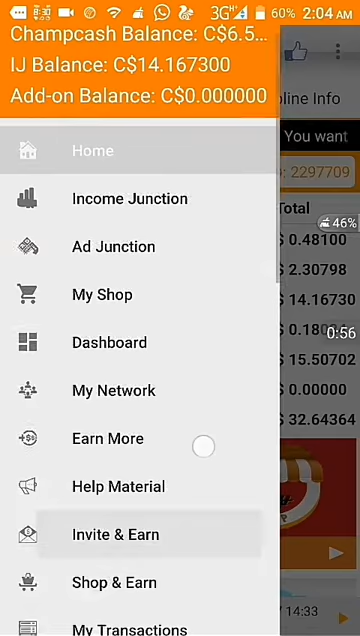 8:30
3G 60% 2:04 AM
Champcash Balance: C$6.5...
IJ Balance: C$14.167300
Add-on Balance: C$0.000000
line Info
You want
: 2297709
Home
Income Junction
Total
46%
$ 0.48100
Ad Junction
$ 2.30798
My Shop
$ 14.16730
$ 0.18
0:56
Dashboard
$ 15.50702
My Network
$ 0.00000
Earn More
$ 32.64364
Help Material
Invite & Earn
Shop & Earn
/ 14:33
My Transactions